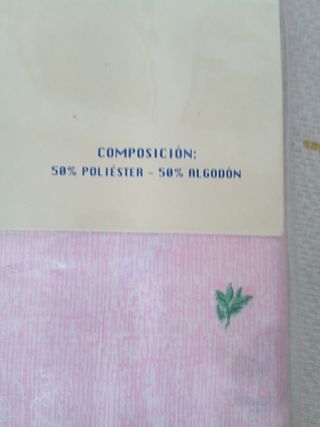 COMPOSICIÓN:
50% POLIÉSTER - 50% ALGODÓN